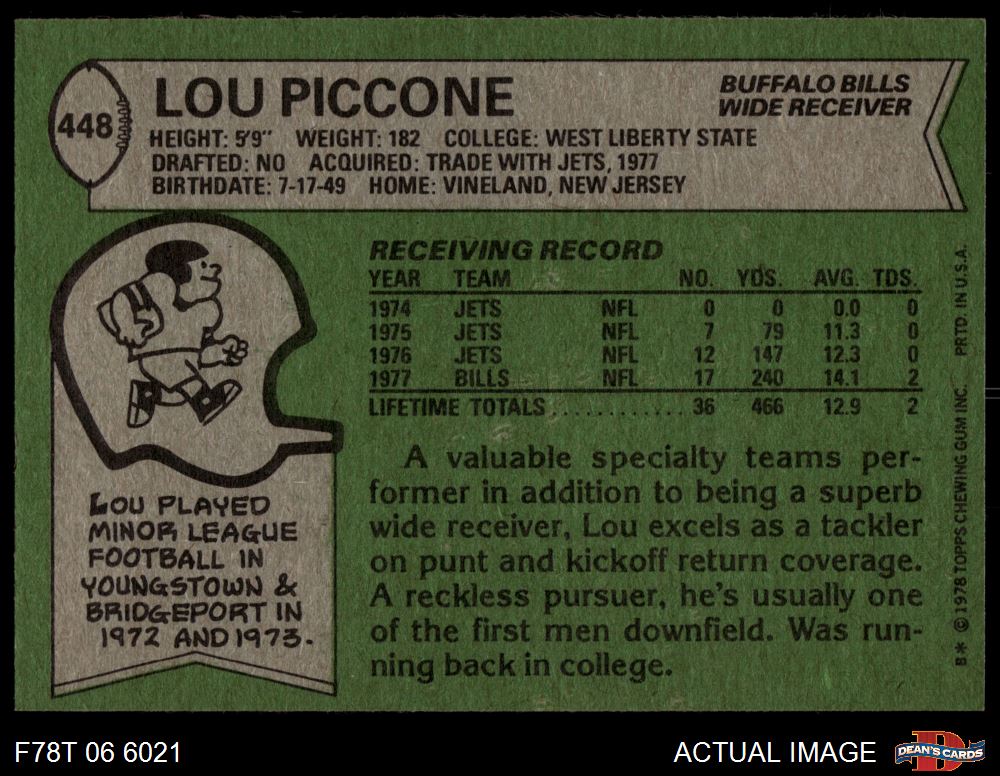 448
LOU PICCONE
BUFFALO BILLS
WIDE RECEIVER
HEIGHT: 5'9" WEIGHT: 182 COLLEGE: WEST LIBERTY STATE
DRAFTED: NO ACQUIRED: TRADE WITH JETS, 1977
BIRTHDATE: 7-17-49 HOME: VINELAND, NEW JERSEY
RECEIVING RECORD
YEAR TEAM NO. YDS. AVG. TDS.
1974 JETS NFL 0 0 0.0 0
1975 JETS NFL 7 79 11.3 0
1976 JETS NFL 12 147 12.3 0
1977 BILLS NFL 17 240 14.1 2
LIFETIME TOTALS............ 36 466 12.9 2
A valuable specialty teams per-
former in addition to being a superb
wide receiver, Lou excels as a tackler
on punt and kickoff return coverage.
A reckless pursuer, he's usually one
of the first men downfield. Was run-
ning back in college.
LOU PLAYED
MINOR LEAGUE
FOOTBALL IN
YOUNGSTOWN &
BRIDGEPORT IN
1972 AND 1973.
B* © 1978 TOPPS CHEWING GUM INC. PRTD. IN U.S.A.
F78T 06 6021
ACTUAL IMAGE
DEAN'S CARDS